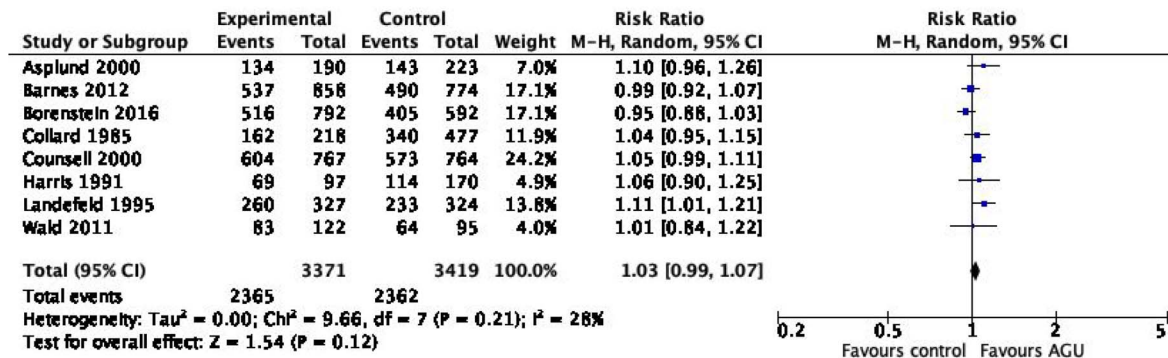 Experimental Control Risk Ratio Risk Ratio
Study or Subgroup Events Total Events Total Weight M-H, Random, 95% CI M-H, Random, 95% CI
Asplund 2000 134 190 143 223 7.0% 1.10 [0.96, 1.26]
Barnes 2012 537 858 490 774 17.1% 0.99 [0.92, 1.07]
Borenstein 2016 516 792 405 592 17.1% 0.95 [0.88, 1.03]
Collard 1985 162 218 340 477 11.9% 1.04 [0.95, 1.15]
Counsell 2000 604 767 573 764 24.2% 1.05 [0.99, 1.11]
Harris 1991 69 97 114 170 4.9% 1.06 [0.90, 1.25]
Landefeld 1995 260 327 233 324 13.8% 1.11 [1.01, 1.21]
Wald 2011 83 122 64 95 4.0% 1.01 [0.84, 1.22]
Total (95% CI) 3371 3419 100.0% 1.03 [0.99, 1.07]
Total events 2365 2362
Heterogeneity: Tau² = 0.00; Chi² = 9.66, df = 7 (P = 0.21); I² = 28%
Test for overall effect: Z = 1.54 (P = 0.12)
0.2 0.5 1 2 5
Favours control Favours AGU